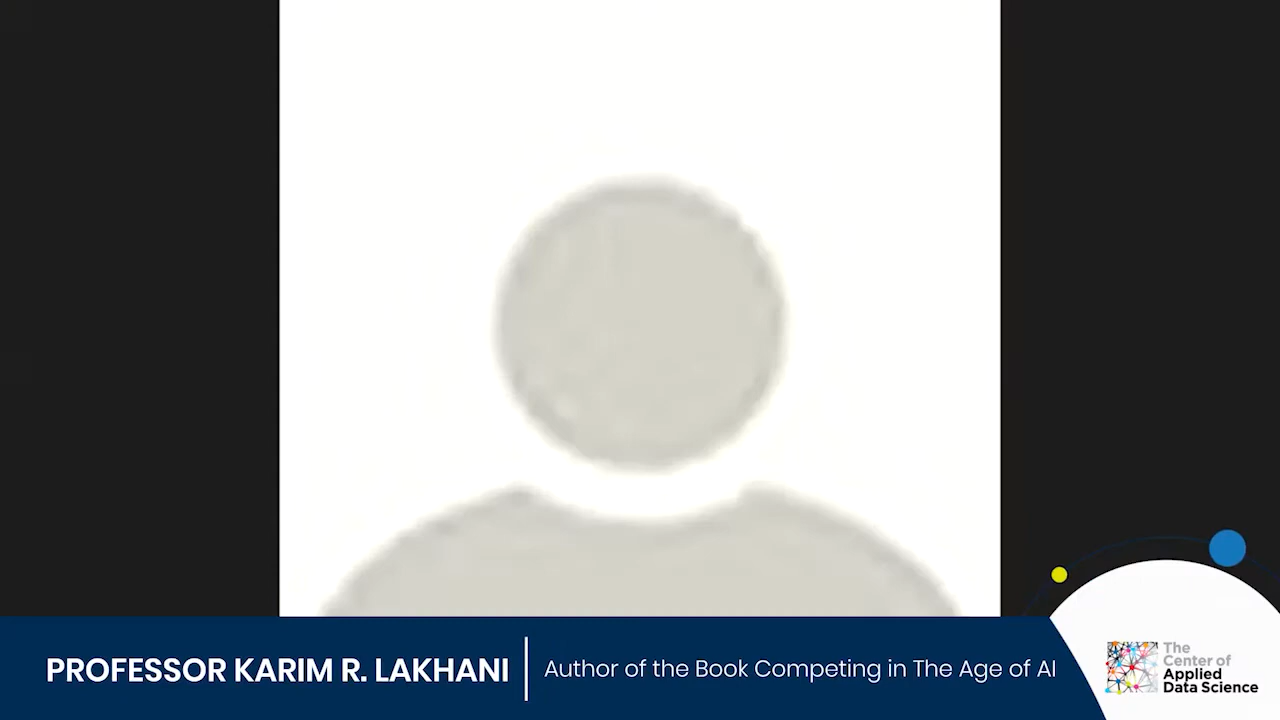 PROFESSOR KARIM R. LAKHANI
Author of the Book Competing in The Age of AI
The
Center of
Applied
Data Science